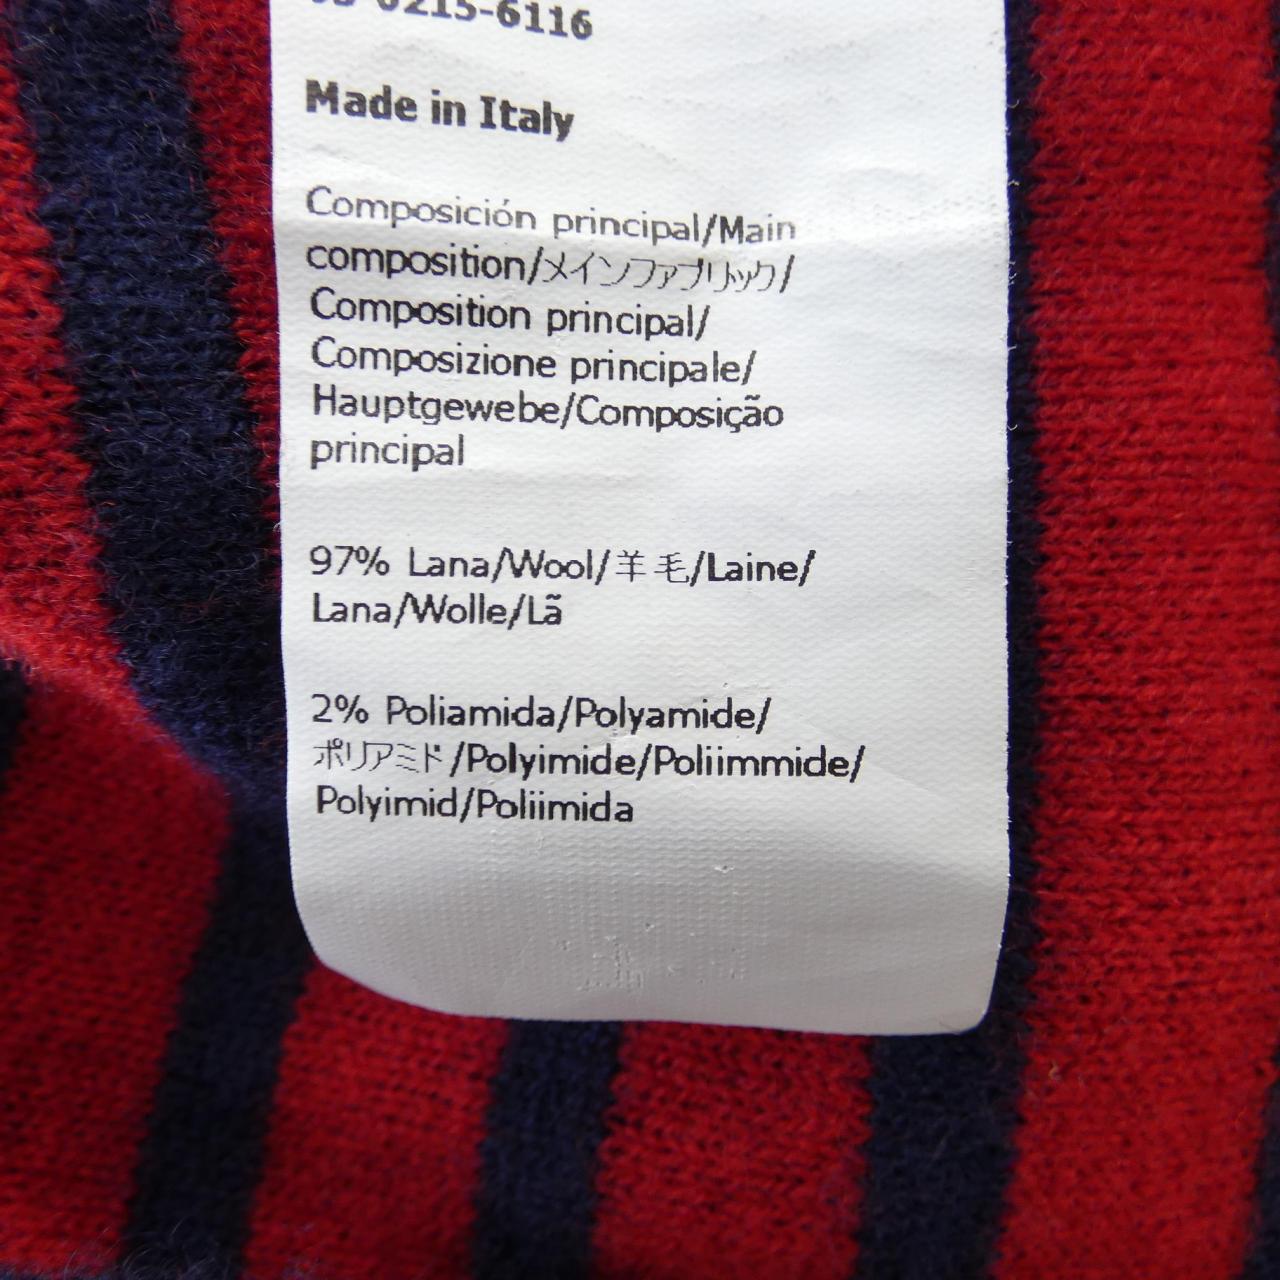 0215-6116
Made in Italy
Composición principal/Main
composition/メインファブリック/
Composition principal/
Composizione principale/
Hauptgewebe/Composição
principal
97% Lana/Wool/羊毛/Laine/
Lana/Wolle/Lã
2% Poliamida/Polyamide/
ポリアミド/Polyimide/Poliimmide/
Polyimid/Poliimida